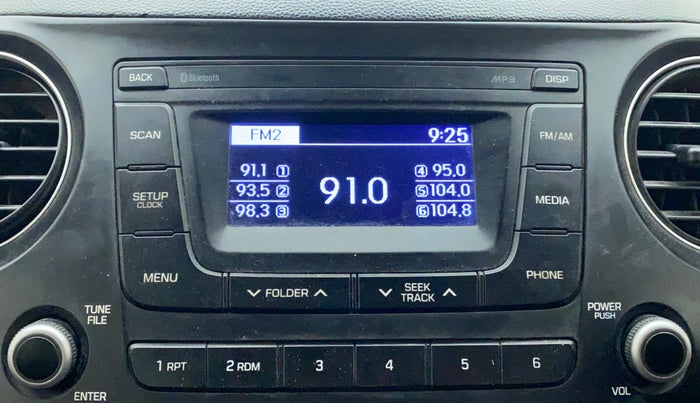 BACK Bluetooth MP3 DISP
SCAN FM2 9:25 FM/AM
91.1 1 4 95.0
93.5 2 91.0 5 104.0
98.3 3 6 104.8
SETUP
CLOCK
MEDIA
MENU FOLDER SEEK
TRACK
PHONE
TUNE
FILE
POWER
PUSH
1 RPT 2 RDM 3 4 5 6
ENTER VOL